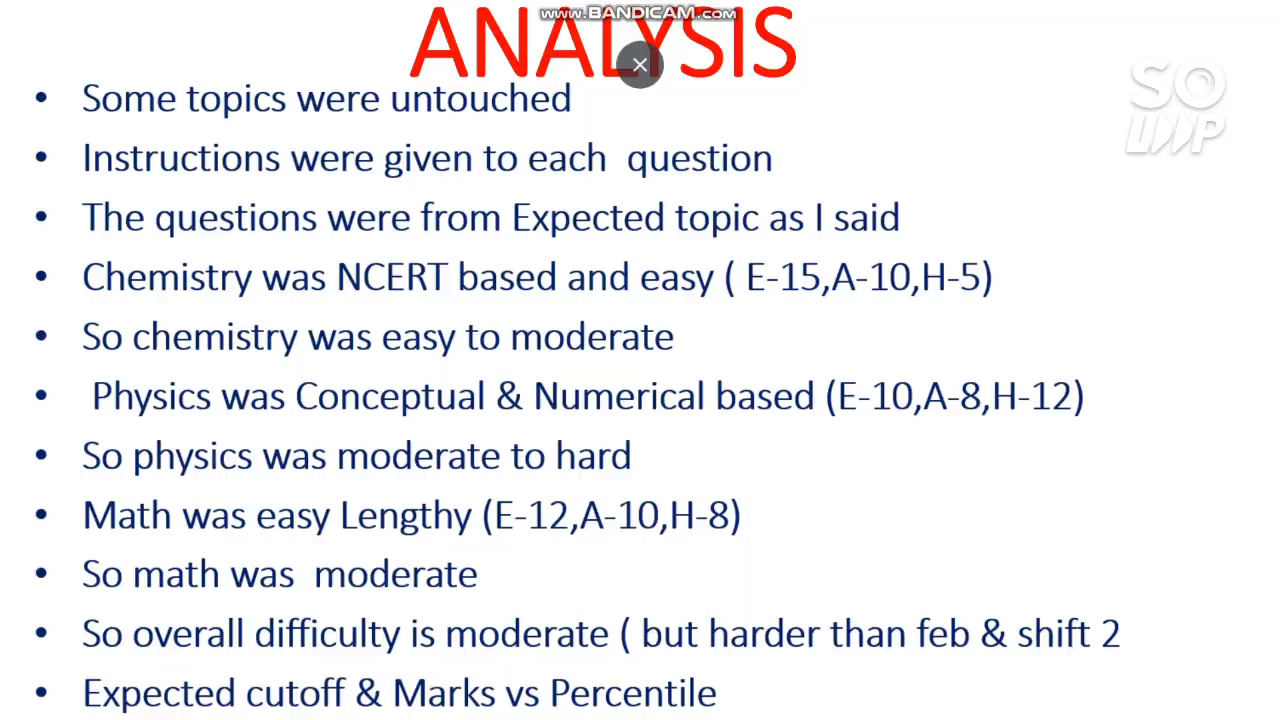 www.BANDICAM.com
ANALYSIS
SO LMP
• Some topics were untouched
• Instructions were given to each question
• The questions were from Expected topic as I said
• Chemistry was NCERT based and easy ( E-15,A-10,H-5)
• So chemistry was easy to moderate
• Physics was Conceptual & Numerical based (E-10,A-8,H-12)
• So physics was moderate to hard
• Math was easy Lengthy (E-12,A-10,H-8)
• So math was moderate
• So overall difficulty is moderate ( but harder than feb & shift 2
• Expected cutoff & Marks vs Percentile